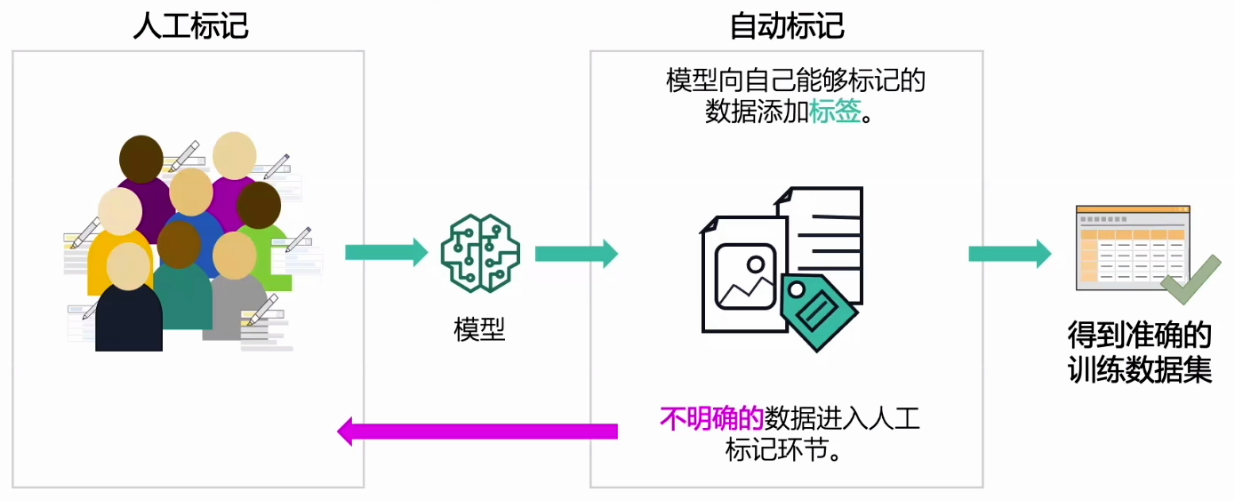 人工标记
自动标记
模型向自己能够标记的
数据添加标签。
模型
得到准确的
训练数据集
不明确的数据进入人工
标记环节。